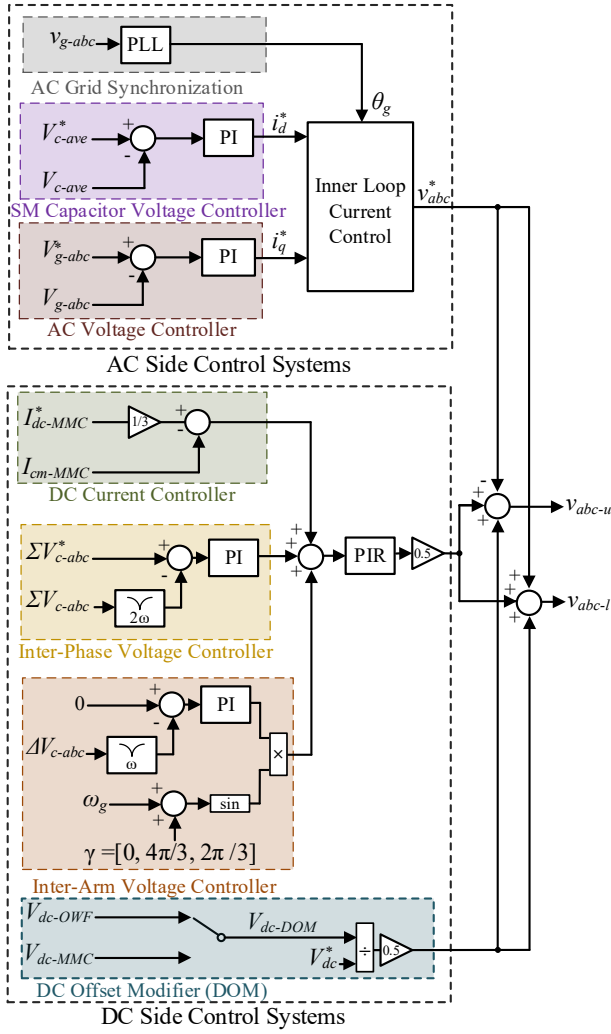 v_g-abc
PLL
AC Grid Synchronization
θ_g
V*_c-ave
+
-
PI
i*_d
V_c-ave
SM Capacitor Voltage Controller
Inner Loop
Current
Control
v*_abc
V*_g-abc
+
-
PI
i*_q
V_g-abc
AC Voltage Controller
AC Side Control Systems
I*_dc-MMC
1/3
+
-
I_cm-MMC
DC Current Controller
-
+
+
v_abc-u
ΣV*_c-abc
+
-
PI
+
+
+
PIR
0.5
ΣV_c-abc
2ω
Inter-Phase Voltage Controller
+
+
+
v_abc-l
0
+
-
PI
ΔV_c-abc
ω
×
ω_g
+
+
sin
γ =[0, 4π/3, 2π /3]
Inter-Arm Voltage Controller
V_dc-OWF
V_dc-DOM
V_dc-MMC
V*_dc
÷
0.5
DC Offset Modifier (DOM)
DC Side Control Systems